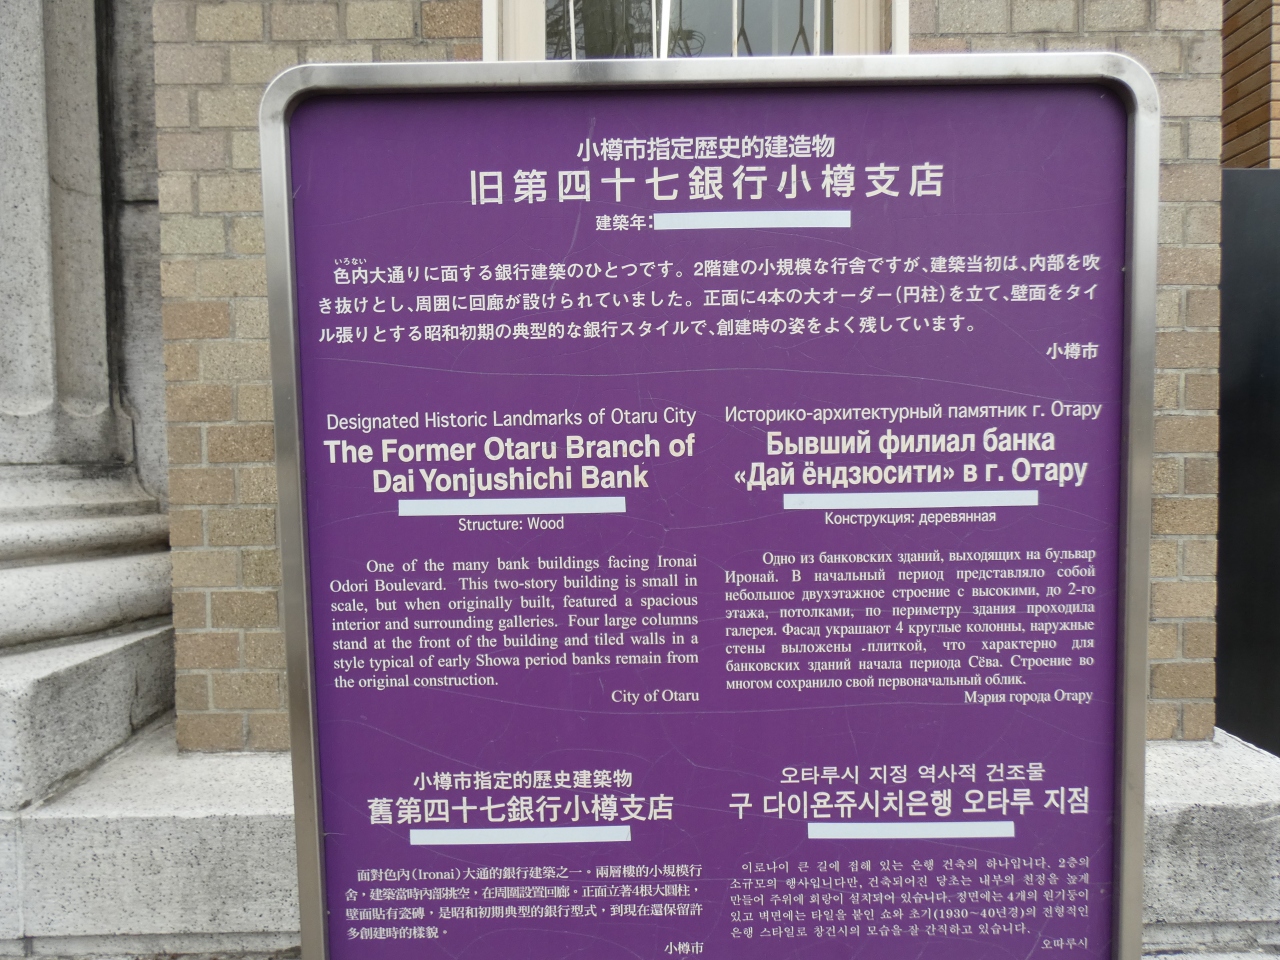 小樽市指定歴史的建造物
旧第四十七銀行小樽支店
建築年:
いろない
色内大通りに面する銀行建築のひとつです。2階建の小規模な行舎ですが、建築当初は、内部を吹
き抜けとし、周囲に回廊が設けられていました。正面に4本の大オーダー(円柱)を立て、壁面をタイ
ル張りとする昭和初期の典型的な銀行スタイルで、創建時の姿をよく残しています。
小樽市
Designated Historic Landmarks of Otaru City
The Former Otaru Branch of
Dai Yonjushichi Bank
Structure: Wood
One of the many bank buildings facing Ironai
Odori Boulevard. This two-story building is small in
scale, but when originally built, featured a spacious
interior and surrounding galleries. Four large columns
stand at the front of the building and tiled walls in a
style typical of early Showa period banks remain from
the original construction.
City of Otaru
Историко-архитектурный памятник г. Отару
Бывший филиал банка
«Дай ёндзюсити» в г. Отару
Конструкция: деревянная
Одно из банковских зданий, выходящих на бульвар
Иронай. В начальный период представляло собой
небольшое двухэтажное строение с высокими, до 2-го
этажа, потолками, по периметру здания проходила
галерея. Фасад украшают 4 круглые колонны, наружные
стены выложены плиткой, что характерно для
банковских зданий начала периода Сёва. Строение во
многом сохранило свой первоначальный облик.
Мэрия города Отару
小樽市指定的歷史建築物
舊第四十七銀行小樽支店
面對色內(Ironai)大通的銀行建築之一。兩層樓的小規模行
舍，建築當時內部挑空，在周圍設置回廊。正面立著4根大圓柱，
壁面貼有瓷磚，是昭和初期典型的銀行型式，到現在還保留許
多創建時的樣貌。
小樽市
오타루시 지정 역사적 건조물
구 다이욘쥬시치은행 오타루 지점
이로나이 큰 길에 접해 있는 은행 건축의 하나입니다. 2층의
소규모의 행사입니다만, 건축되어진 당초는 내부의 천정을 높게
만들어 주위에 회랑이 설치되어 있습니다. 정면에는 4개의 원기둥이
있고 벽면에는 타일을 붙인 쇼와 초기(1930～40년경)의 전형적인
은행 스타일로 창건시의 모습을 잘 간직하고 있습니다.
오따루시